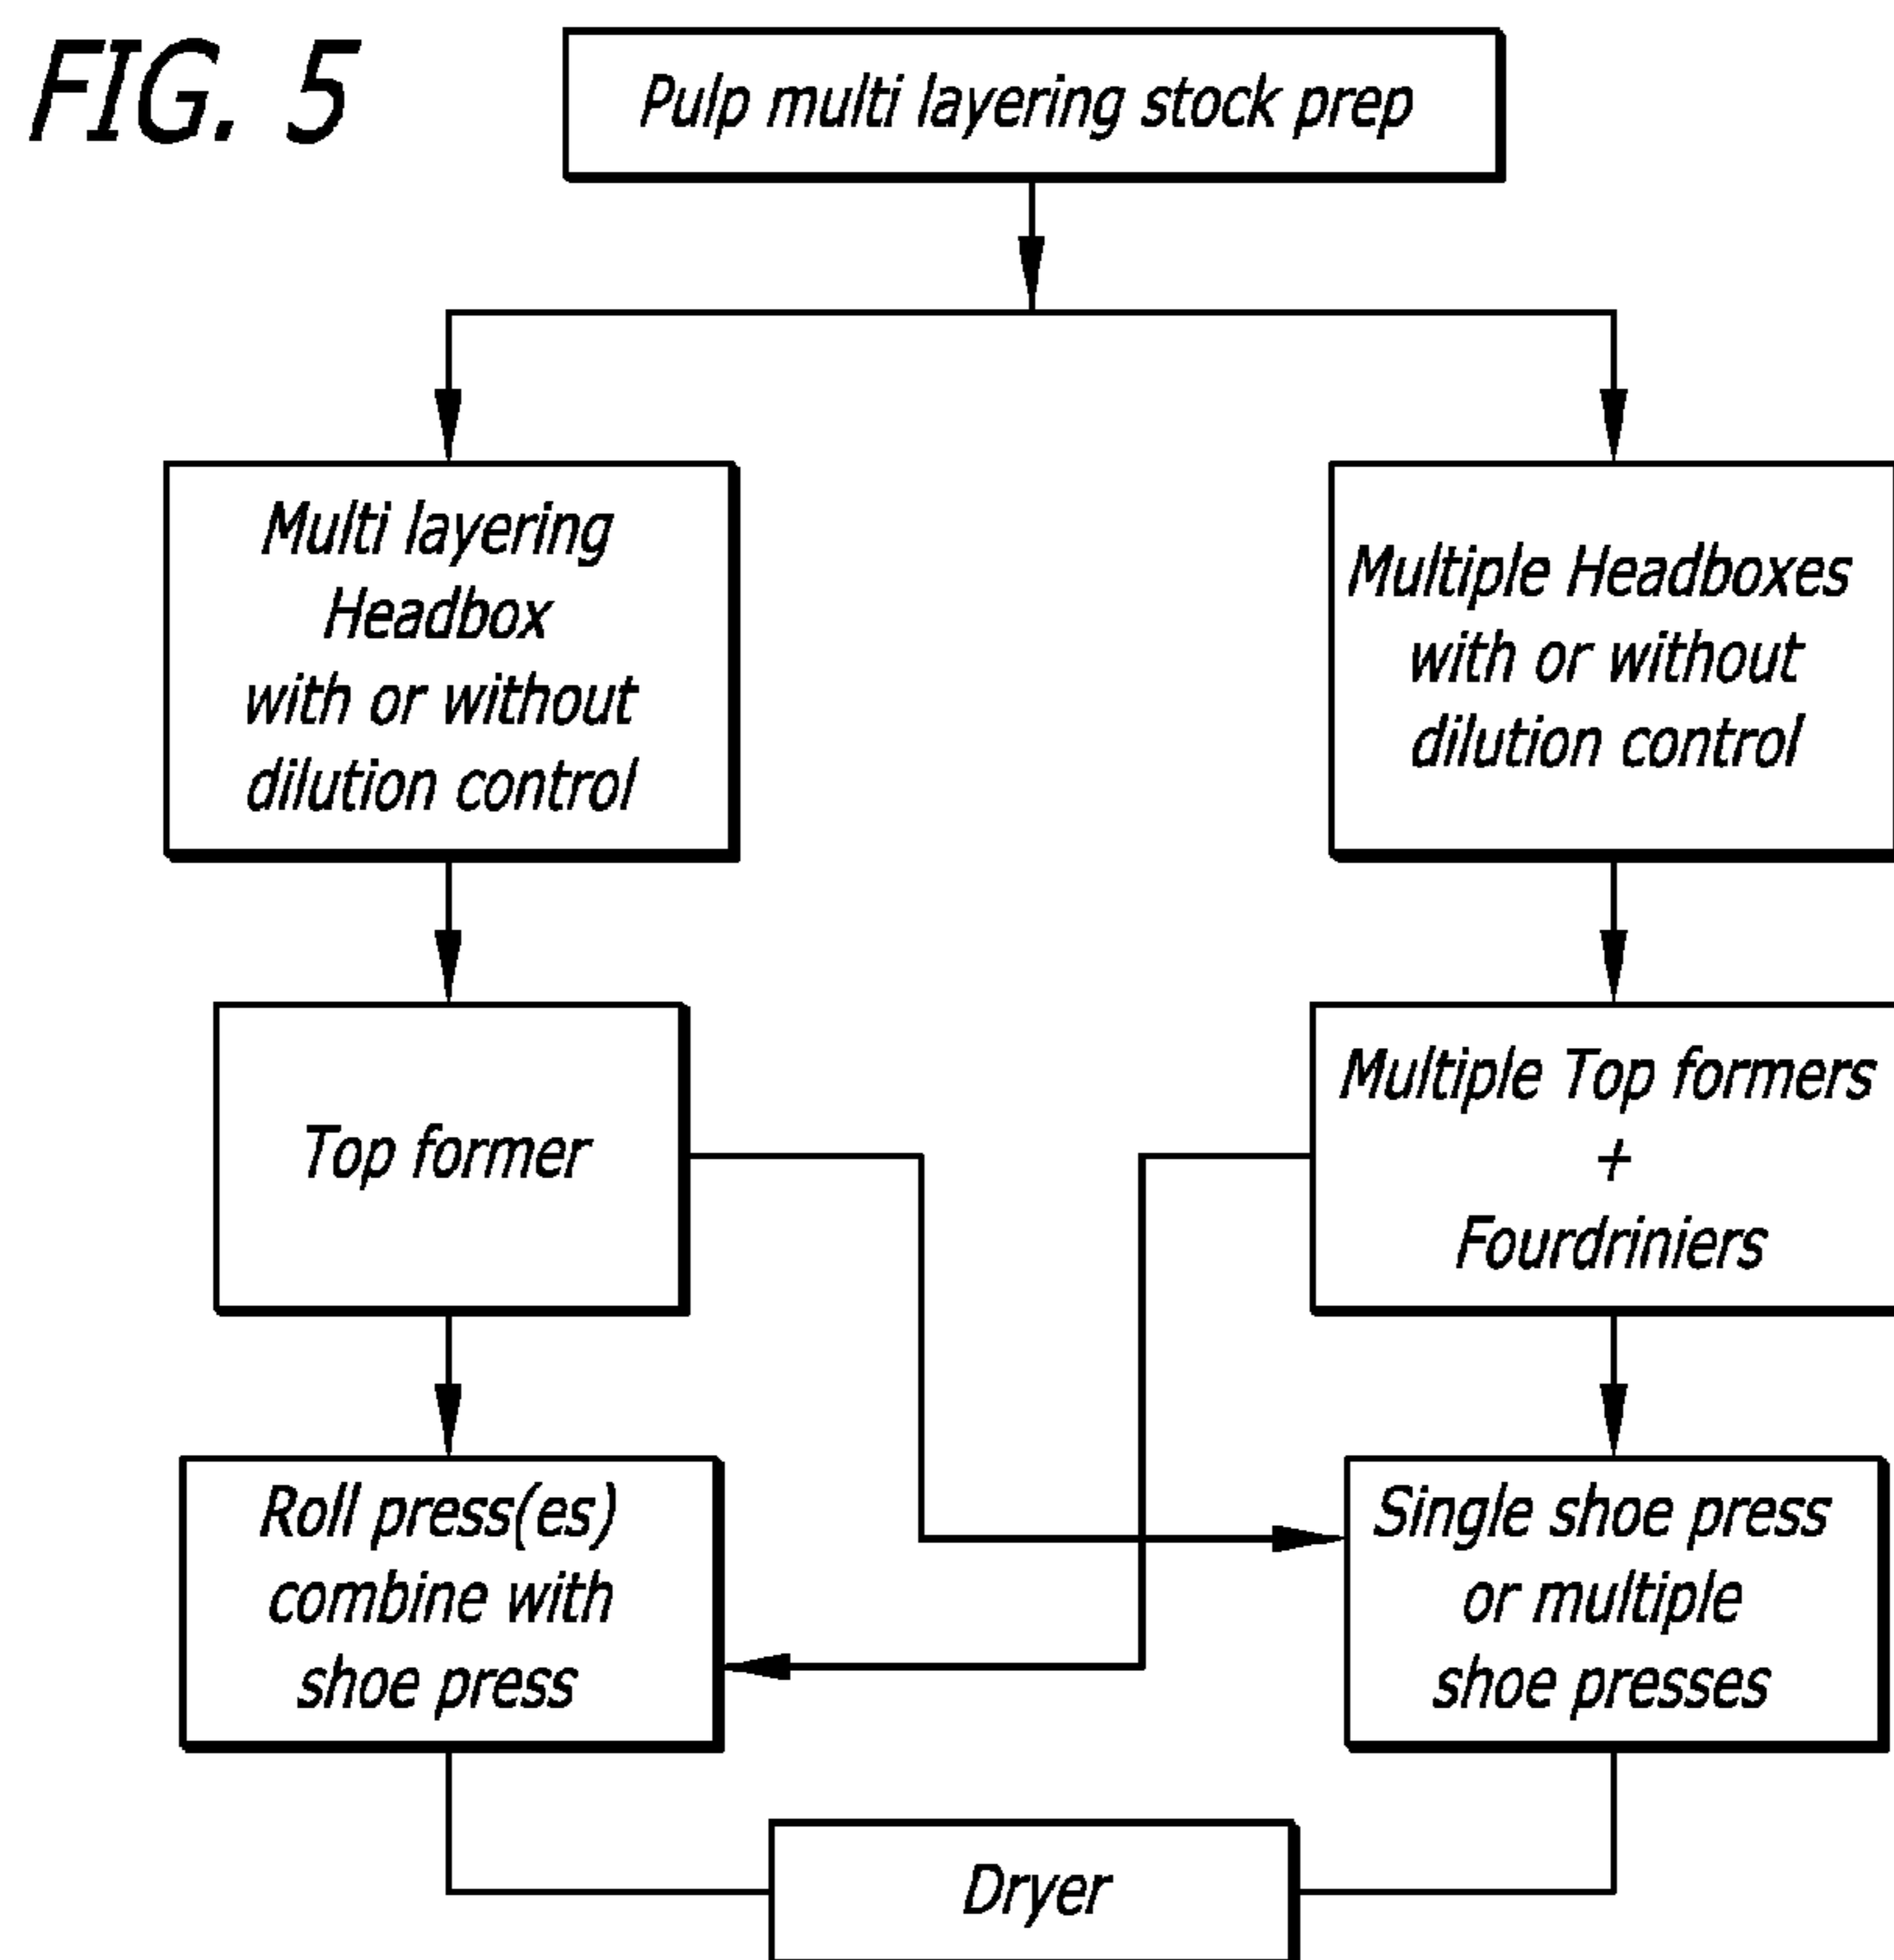 FIG. 5
Pulp multi layering stock prep
Multi layering
Headbox
with or without
dilution control
Multiple Headboxes
with or without
dilution control
Top former
Multiple Top formers
+
Fourdriniers
Roll press(es)
combine with
shoe press
Single shoe press
or multiple
shoe presses
Dryer